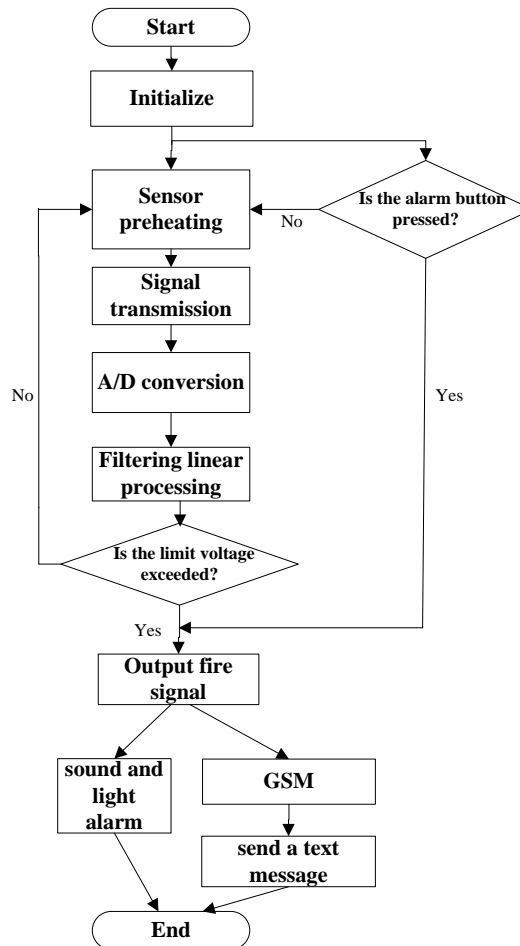 Start
Initialize
Sensor
preheating
Is the alarm button
pressed?
No
Signal
transmission
A/D conversion
No
Yes
Filtering linear
processing
Is the limit voltage
exceeded?
Yes
Output fire
signal
sound and
light
alarm
GSM
send a text
message
End